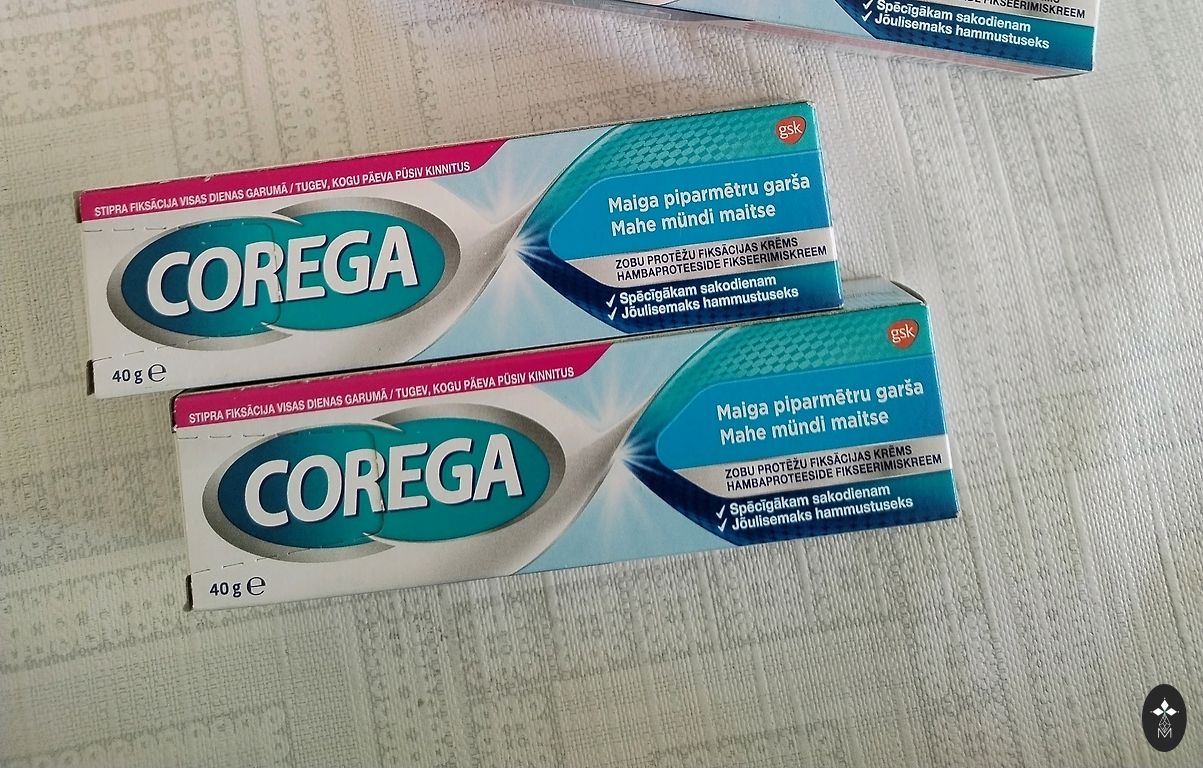 FIKSEERIMISKREEM
✓ Spēcīgākam sakodienam
✓ Jõulisemaks hammustuseks
gsk
STIPRA FIKSĀCIJA VISAS DIENAS GARUMĀ / TUGEV, KOGU PÄEVA PÜSIV KINNITUS
COREGA
Maiga piparmētru garša
Mahe mündi maitse
ZOBU PROTĒŽU FIKSĀCIJAS KRĒMS
HAMBAPROTEESIDE FIKSEERIMISKREEM
✓ Spēcīgākam sakodienam
✓ Jõulisemaks hammustuseks
40 g ℮
gsk
STIPRA FIKSĀCIJA VISAS DIENAS GARUMĀ / TUGEV, KOGU PÄEVA PÜSIV KINNITUS
COREGA
Maiga piparmētru garša
Mahe mündi maitse
ZOBU PROTĒŽU FIKSĀCIJAS KRĒMS
HAMBAPROTEESIDE FIKSEERIMISKREEM
✓ Spēcīgākam sakodienam
✓ Jõulisemaks hammustuseks
40 g ℮
M